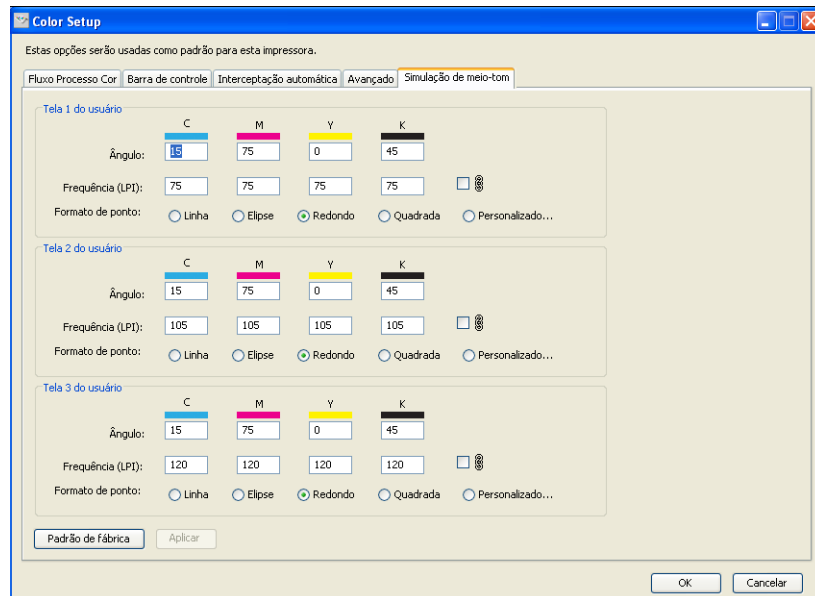 Color Setup
Estas opções serão usadas como padrão para esta impressora.
Fluxo Processo Cor Barra de controle Interceptação automática Avançado Simulação de meio-tom
Tela 1 do usuário
C M Y K
Ângulo: 15 75 0 45
Frequência (LPI): 75 75 75 75
Formato de ponto: Linha Elipse Redondo Quadrada Personalizado...
Tela 2 do usuário
C M Y K
Ângulo: 15 75 0 45
Frequência (LPI): 105 105 105 105
Formato de ponto: Linha Elipse Redondo Quadrada Personalizado...
Tela 3 do usuário
C M Y K
Ângulo: 15 75 0 45
Frequência (LPI): 120 120 120 120
Formato de ponto: Linha Elipse Redondo Quadrada Personalizado...
Padrão de fábrica Aplicar
OK Cancelar